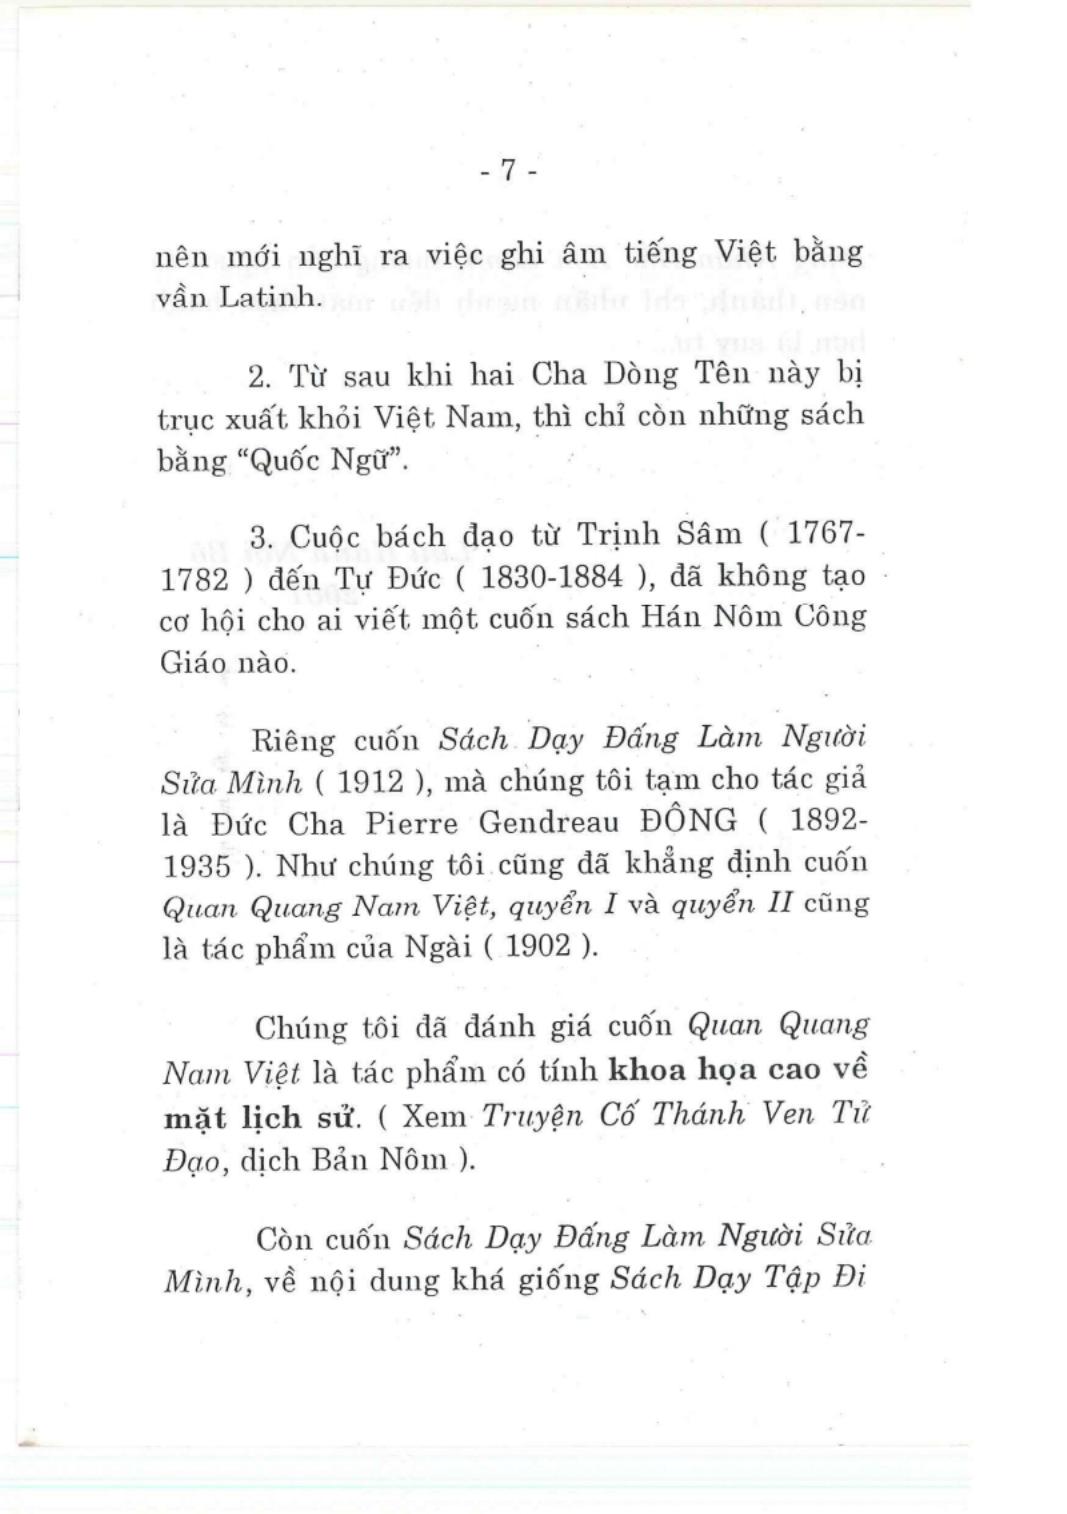 - 7 -
nên mới nghĩ ra việc ghi âm tiếng Việt bằng
vần Latinh.
2. Từ sau khi hai Cha Dòng Tên này bị
trục xuất khỏi Việt Nam, thì chỉ còn những sách
bằng “Quốc Ngữ”.
3. Cuộc bách đạo từ Trịnh Sâm ( 1767-
1782 ) đến Tự Đức ( 1830-1884 ), đã không tạo
cơ hội cho ai viết một cuốn sách Hán Nôm Công
Giáo nào.
Riêng cuốn Sách Dạy Đấng Làm Người
Sửa Mình ( 1912 ), mà chúng tôi tạm cho tác giả
là Đức Cha Pierre Gendreau ĐÔNG ( 1892-
1935 ). Như chúng tôi cũng đã khẳng định cuốn
Quan Quang Nam Việt, quyển I và quyển II cũng
là tác phẩm của Ngài ( 1902 ).
Chúng tôi đã đánh giá cuốn Quan Quang
Nam Việt là tác phẩm có tính khoa họa cao về
mặt lịch sử. ( Xem Truyện Cố Thánh Ven Tử
Đạo, dịch Bản Nôm ).
Còn cuốn Sách Dạy Đấng Làm Người Sửa
Mình, về nội dung khá giống Sách Dạy Tập Đi